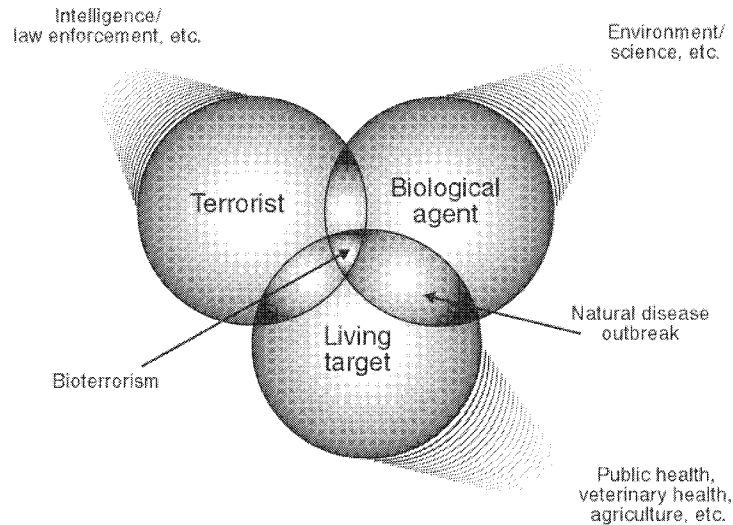 Intelligence/
law enforcement, etc.
Environment/
science, etc.
Terrorist
Biological
agent
Living
target
Natural disease
outbreak
Bioterrorism
Public health,
veterinary health,
agriculture, etc.